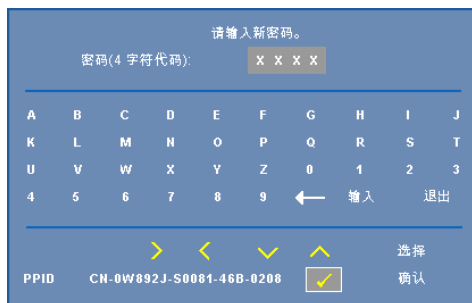 请输入新密码。
密码(4 字符代码): X X X X
A B C D E F G H I J
K L M N O P Q R S T
U V W X Y Z 0 1 2 3
4 5 6 7 8 9 ← 输入 退出
选择
PPID CN-0W892J-S0081-46B-0208 确认